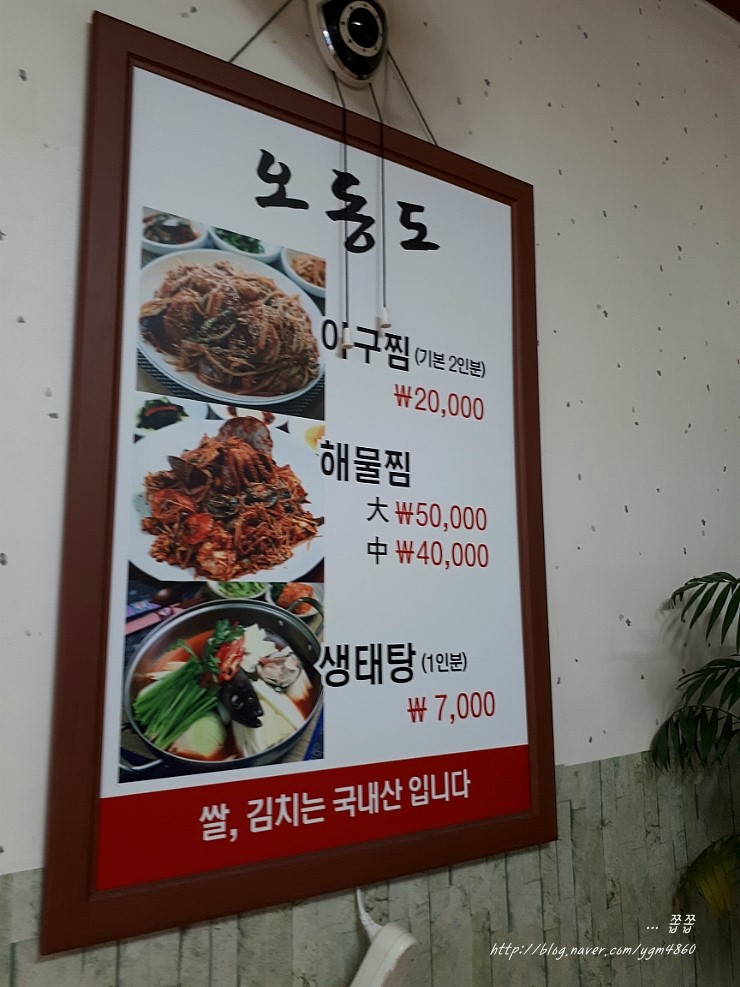 오동도
아구찜 (기본 2인분)
₩20,000
해물찜
大 ₩50,000
中 ₩40,000
생태탕 (1인분)
₩ 7,000
쌀, 김치는 국내산 입니다
... 쫍쫍
http://blog.naver.com/ygm4860